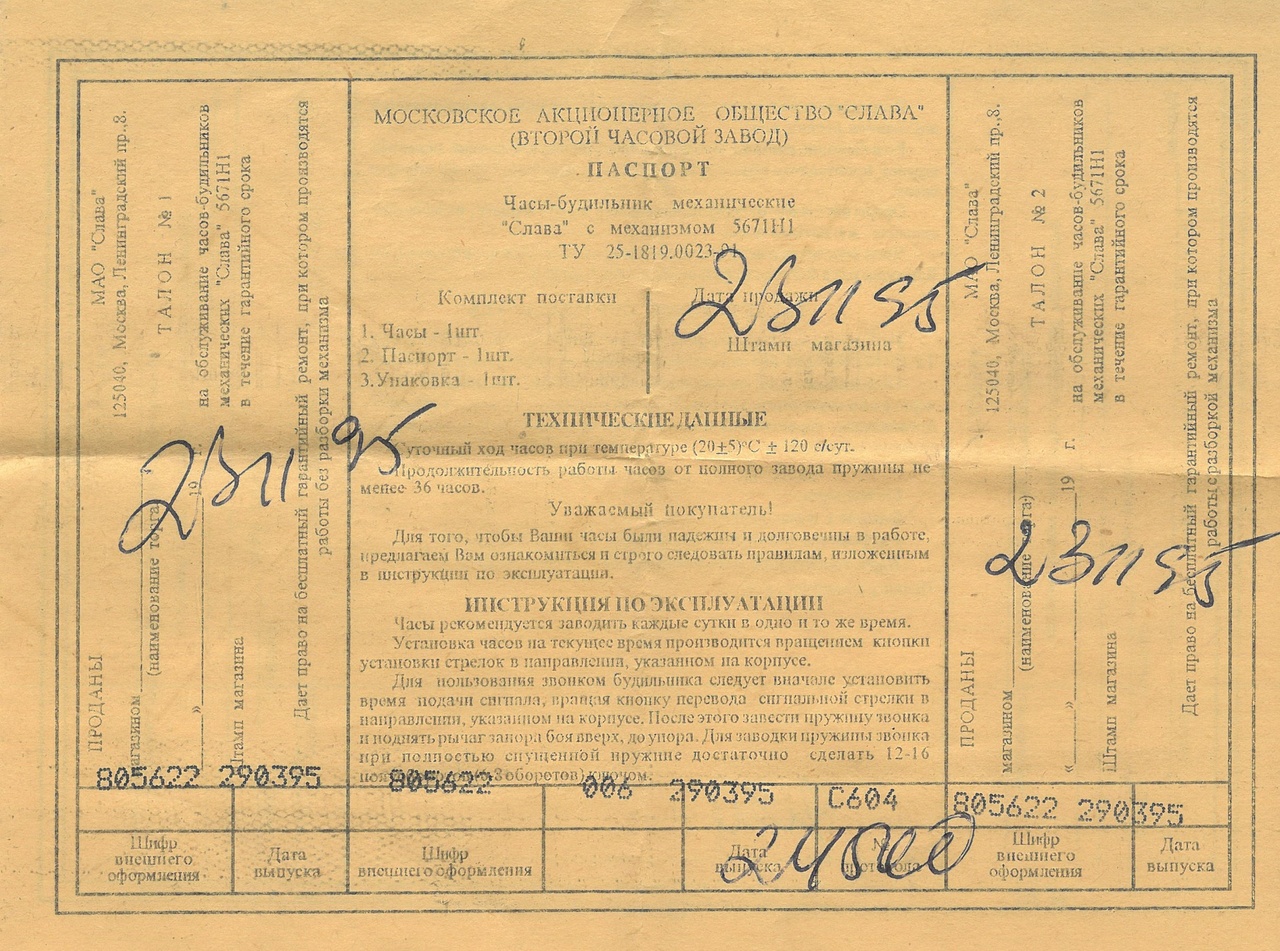 МАО "Слава"
125040, Москва, Ленинградский пр.,8.
ТАЛОН № 1
на обслуживание часов-будильников
механических "Слава" 5671Н1
в течение гарантийного срока
ПРОДАНЫ
магазином
(наименование торга)
« » 19 г.
Штамп магазина
Дает право на бесплатный гарантийный ремонт, при котором производятся
работы без разборки механизма
23 11 95
805622 290395
Шифр
внешнего
оформления
Дата
выпуска
МОСКОВСКОЕ АКЦИОНЕРНОЕ ОБЩЕСТВО "СЛАВА"
(ВТОРОЙ ЧАСОВОЙ ЗАВОД)
ПАСПОРТ
Часы-будильник механические
"Слава" с механизмом 5671Н1
ТУ 25-1819.0023-91
Комплект поставки
1. Часы - 1шт.
2. Паспорт - 1шт.
3.Упаковка - 1шт.
Дата продажи
23 11 95
Штамп магазина
ТЕХНИЧЕСКИЕ ДАННЫЕ
Суточный ход часов при температуре (20±5)°С ± 120 с/сут.
Продолжительность работы часов от полного завода пружины не
менее 36 часов.
Уважаемый покупатель!
Для того, чтобы Ваши часы были надежны и долговечны в работе,
предлагаем Вам ознакомиться и строго следовать правилам, изложенным
в инструкции по эксплуатации.
ИНСТРУКЦИЯ ПО ЭКСПЛУАТАЦИИ
Часы рекомендуется заводить каждые сутки в одно и то же время.
Установка часов на текущее время производится вращением кнопки
установки стрелок в направлении, указанном на корпусе.
Для пользования звонком будильника следует вначале установить
время подачи сигнала, вращая кнопку перевода сигнальной стрелки в
направлении, указанном на корпусе. После этого завести пружину звонка
и поднять рычаг запора боя вверх, до упора. Для заводки пружины звонка
при полностью спущенной пружине достаточно сделать 12-16
оборотов) ключом.
805622 006 290395 С604
Шифр
внешнего оформления
Дата
выпуска
№
протокола
24800
МАО "Слава"
125040, Москва, Ленинградский пр.,8.
ТАЛОН № 2
на обслуживание часов-будильников
механических "Слава" 5671Н1
в течение гарантийного срока
ПРОДАНЫ
магазином
(наименование торга)
« » 19 г.
Штамп магазина
Дает право на бесплатный гарантийный ремонт, при котором производятся
работы с разборкой механизма
23 11 95
805622 290395
Шифр
внешнего
оформления
Дата
выпуска